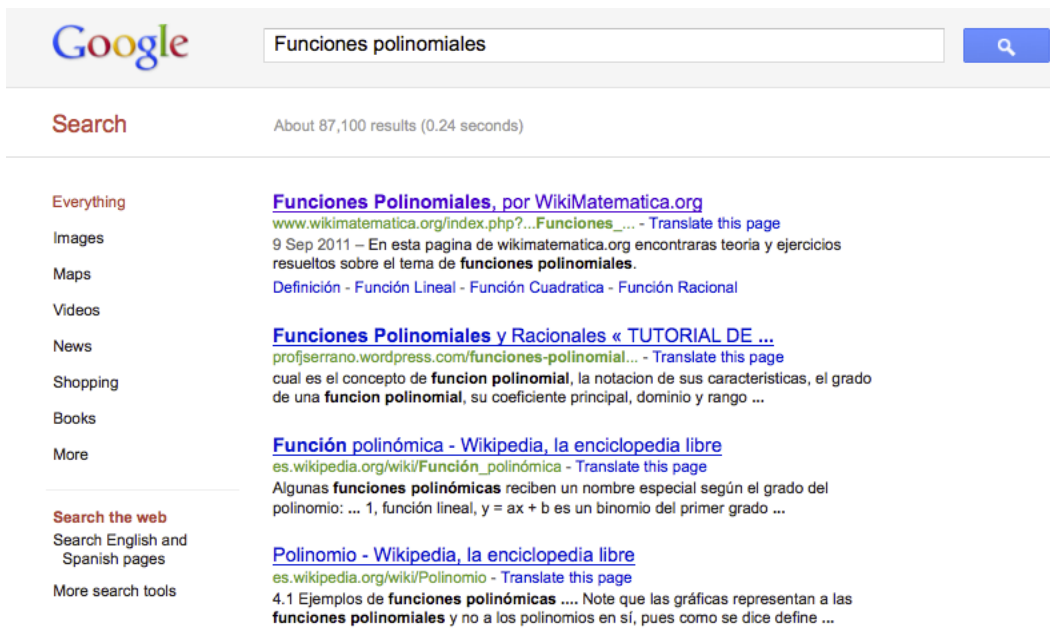 Google
Funciones polinomiales
Search
About 87,100 results (0.24 seconds)
Everything
Images
Maps
Videos
News
Shopping
Books
More
Search the web
Search English and
Spanish pages
More search tools
Funciones Polinomiales, por WikiMatematica.org
www.wikimatematica.org/index.php?...Funciones_... - Translate this page
9 Sep 2011 – En esta pagina de wikimatematica.org encontraras teoria y ejercicios
resueltos sobre el tema de funciones polinomiales.
Definición - Función Lineal - Función Cuadratica - Función Racional
Funciones Polinomiales y Racionales « TUTORIAL DE ...
profjserrano.wordpress.com/funciones-polinomial... - Translate this page
cual es el concepto de funcion polinomial, la notacion de sus caracteristicas, el grado
de una funcion polinomial, su coeficiente principal, dominio y rango ...
Función polinómica - Wikipedia, la enciclopedia libre
es.wikipedia.org/wiki/Función_polinómica - Translate this page
Algunas funciones polinómicas reciben un nombre especial según el grado del
polinomio: ... 1, función lineal, y = ax + b es un binomio del primer grado ...
Polinomio - Wikipedia, la enciclopedia libre
es.wikipedia.org/wiki/Polinomio - Translate this page
4.1 Ejemplos de funciones polinómicas .... Note que las gráficas representan a las
funciones polinomiales y no a los polinomios en sí, pues como se dice define ...